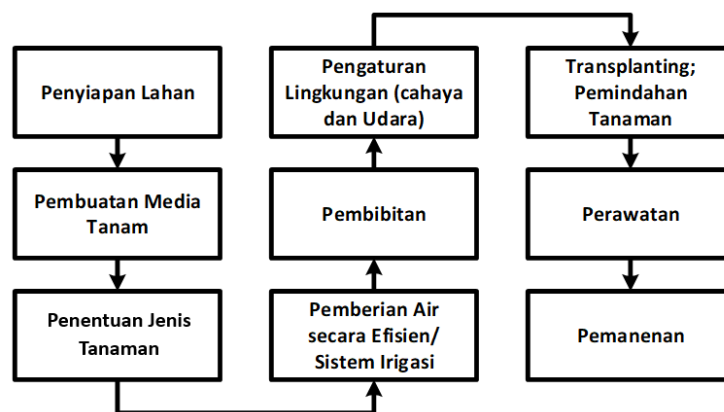 Penyiapan Lahan
Pembuatan Media
Tanam
Penentuan Jenis
Tanaman
Pemberian Air
secara Efisien/
Sistem Irigasi
Pembibitan
Pengaturan
Lingkungan (cahaya
dan Udara)
Transplanting;
Pemindahan
Tanaman
Perawatan
Pemanenan